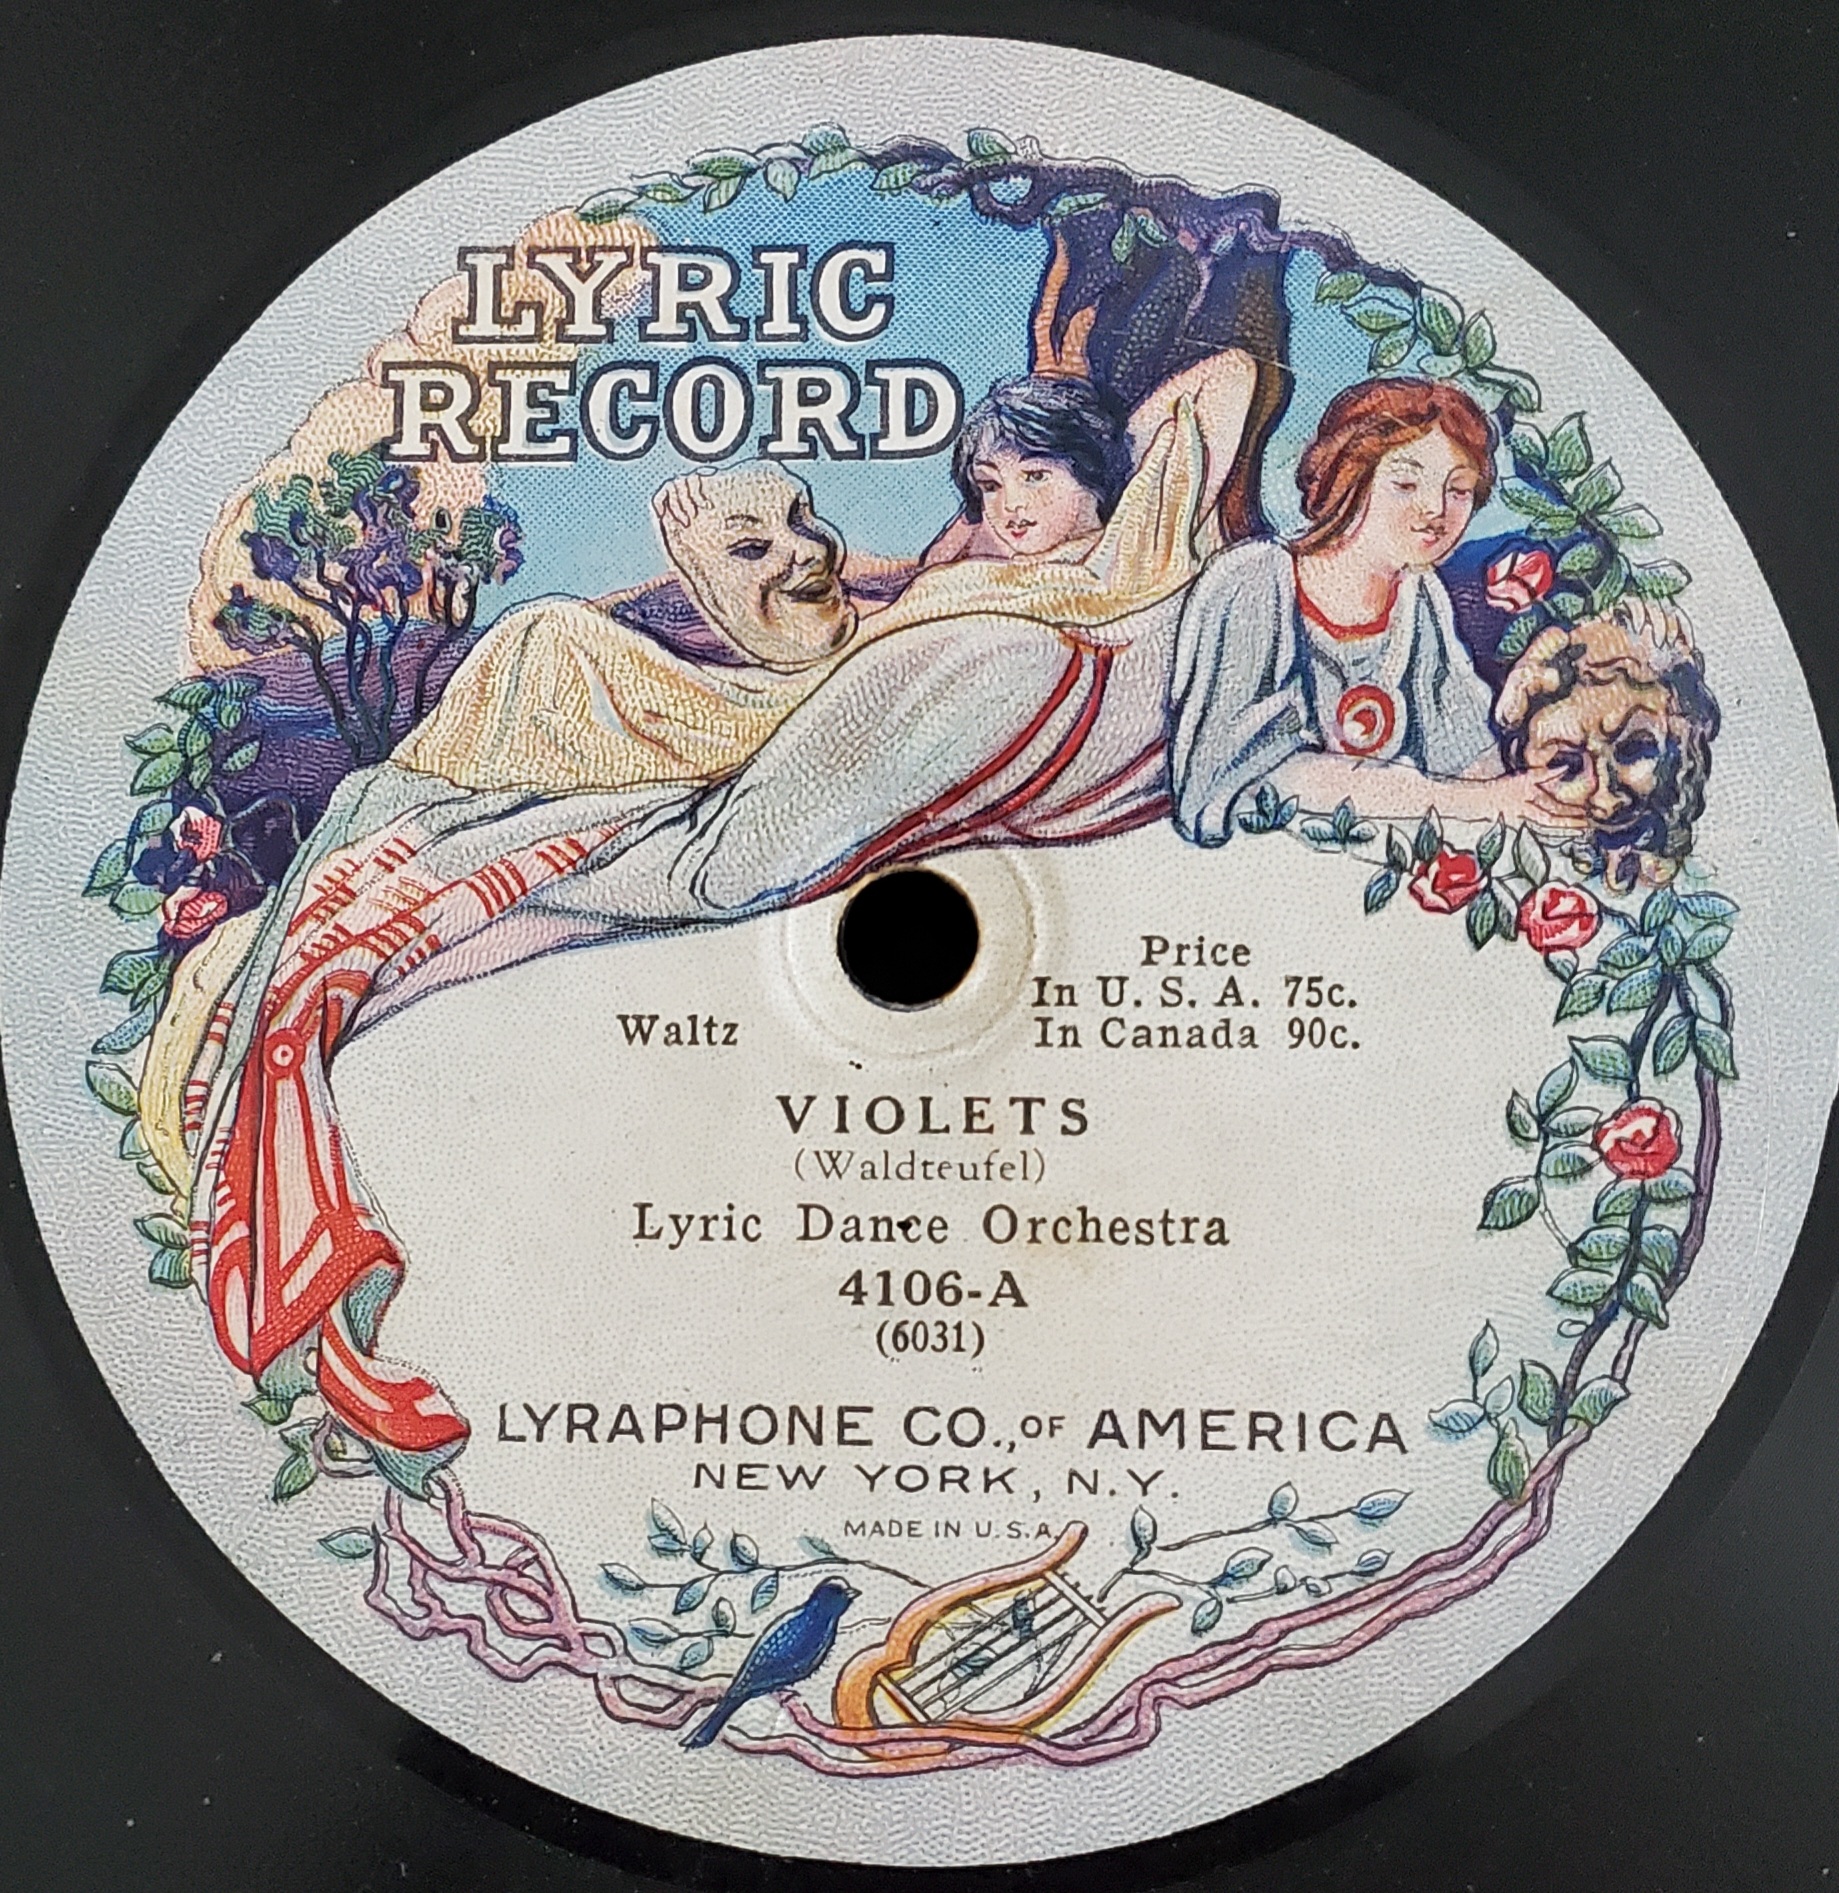 LYRIC
RECORD
Price
In U. S. A. 75c.
In Canada 90c.
Waltz
VIOLETS
(Waldteufel)
Lyric Dance Orchestra
4106-A
(6031)
LYRAPHONE CO., OF AMERICA
NEW YORK, N.Y.
MADE IN U.S.A.